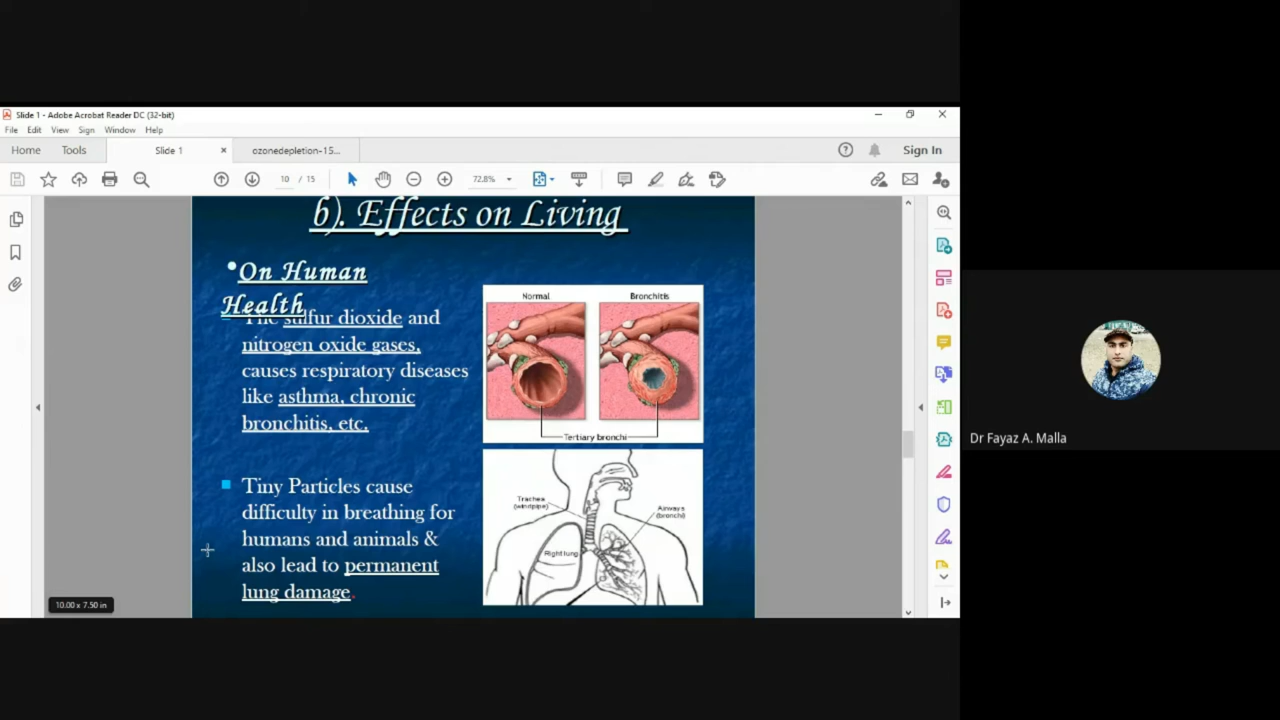 Slide 1 - Adobe Acrobat Reader DC (32-bit)
File Edit View Sign Window Help
Home Tools Slide 1 × ozonedepletion-15... Sign In
10 / 15 72.8%
b). Effects on Living
•On Human
Health
The sulfur dioxide and
nitrogen oxide gases,
causes respiratory diseases
like asthma, chronic
bronchitis, etc.
Tiny Particles cause
difficulty in breathing for
humans and animals &
also lead to permanent
lung damage.
Normal Bronchitis
Tertiary bronchi
Trachea
(windpipe)
Airways
(bronchi)
Right lung
10.00 x 7.50 in
Dr Fayaz A. Malla